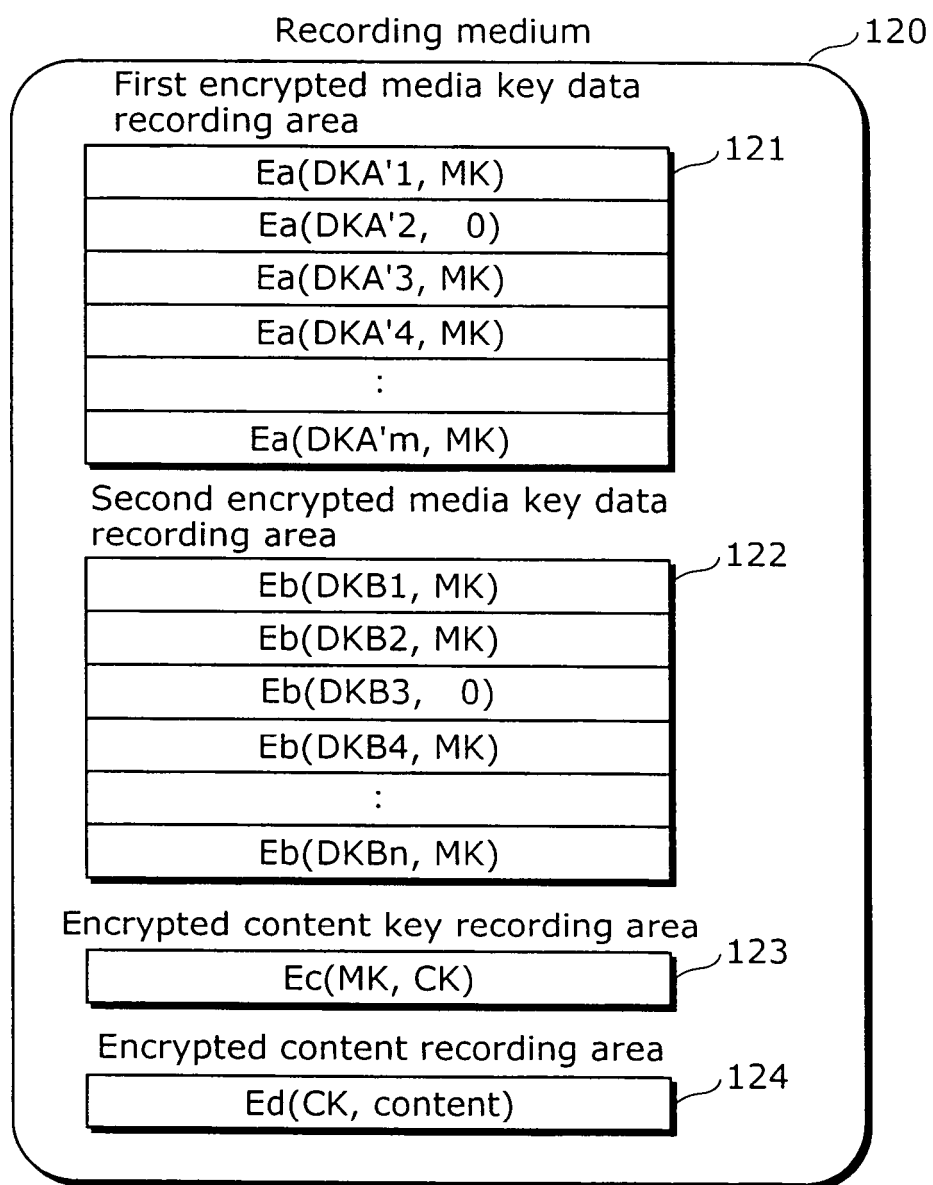 Recording medium
120
First encrypted media key data
recording area
121
Ea(DKA'1, MK)
Ea(DKA'2, 0)
Ea(DKA'3, MK)
Ea(DKA'4, MK)
:
Ea(DKA'm, MK)
Second encrypted media key data
recording area
122
Eb(DKB1, MK)
Eb(DKB2, MK)
Eb(DKB3, 0)
Eb(DKB4, MK)
:
Eb(DKBn, MK)
Encrypted content key recording area
123
Ec(MK, CK)
Encrypted content recording area
124
Ed(CK, content)